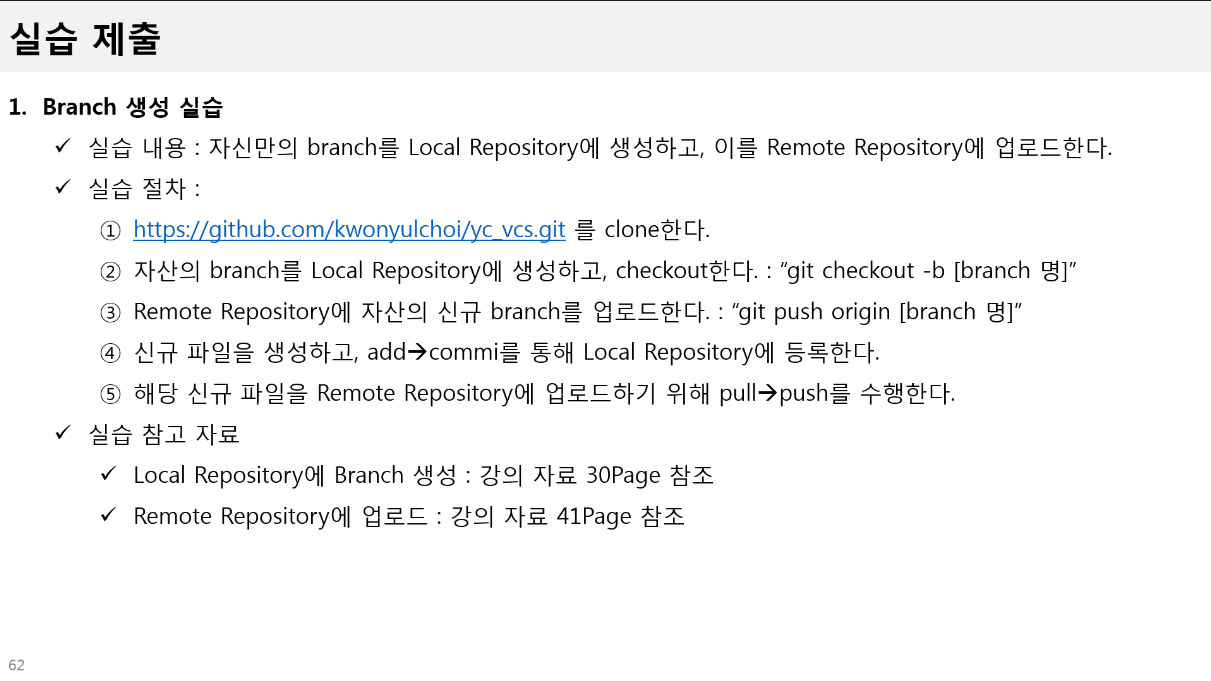 실습 제출
1. Branch 생성 실습
✓ 실습 내용 : 자신만의 branch를 Local Repository에 생성하고, 이를 Remote Repository에 업로드한다.
✓ 실습 절차 :
① https://github.com/kwonyulchoi/yc_vcs.git 를 clone한다.
② 자산의 branch를 Local Repository에 생성하고, checkout한다. : “git checkout -b [branch 명]”
③ Remote Repository에 자산의 신규 branch를 업로드한다. : “git push origin [branch 명]”
④ 신규 파일을 생성하고, add→commi를 통해 Local Repository에 등록한다.
⑤ 해당 신규 파일을 Remote Repository에 업로드하기 위해 pull→push를 수행한다.
✓ 실습 참고 자료
✓ Local Repository에 Branch 생성 : 강의 자료 30Page 참조
✓ Remote Repository에 업로드 : 강의 자료 41Page 참조
62